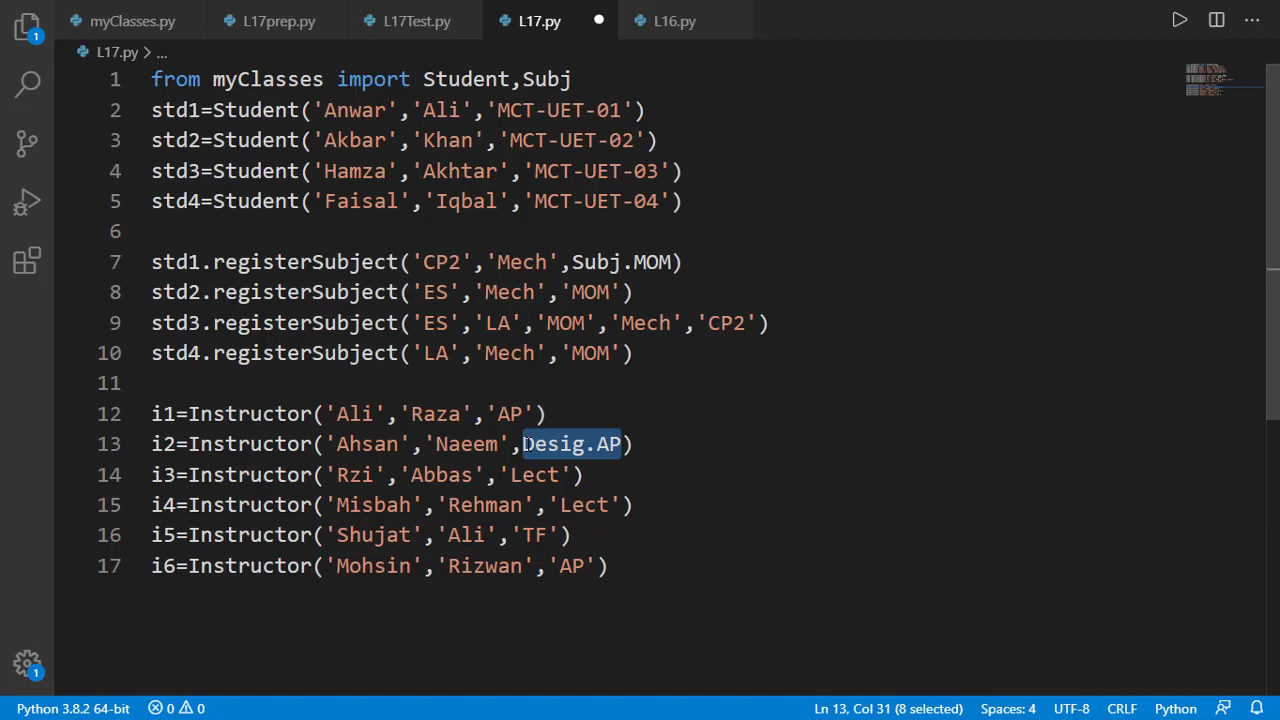 myClasses.py L17prep.py L17Test.py L17.py L16.py
L17.py > ...
1 from myClasses import Student,Subj
2 std1=Student('Anwar','Ali','MCT-UET-01')
3 std2=Student('Akbar','Khan','MCT-UET-02')
4 std3=Student('Hamza','Akhtar','MCT-UET-03')
5 std4=Student('Faisal','Iqbal','MCT-UET-04')
6
7 std1.registerSubject('CP2','Mech',Subj.MOM)
8 std2.registerSubject('ES','Mech','MOM')
9 std3.registerSubject('ES','LA','MOM','Mech','CP2')
10 std4.registerSubject('LA','Mech','MOM')
11
12 i1=Instructor('Ali','Raza','AP')
13 i2=Instructor('Ahsan','Naeem',Desig.AP)
14 i3=Instructor('Rzi','Abbas','Lect')
15 i4=Instructor('Misbah','Rehman','Lect')
16 i5=Instructor('Shujat','Ali','TF')
17 i6=Instructor('Mohsin','Rizwan','AP')
1
1
Python 3.8.2 64-bit 0 0 Ln 13, Col 31 (8 selected) Spaces: 4 UTF-8 CRLF Python